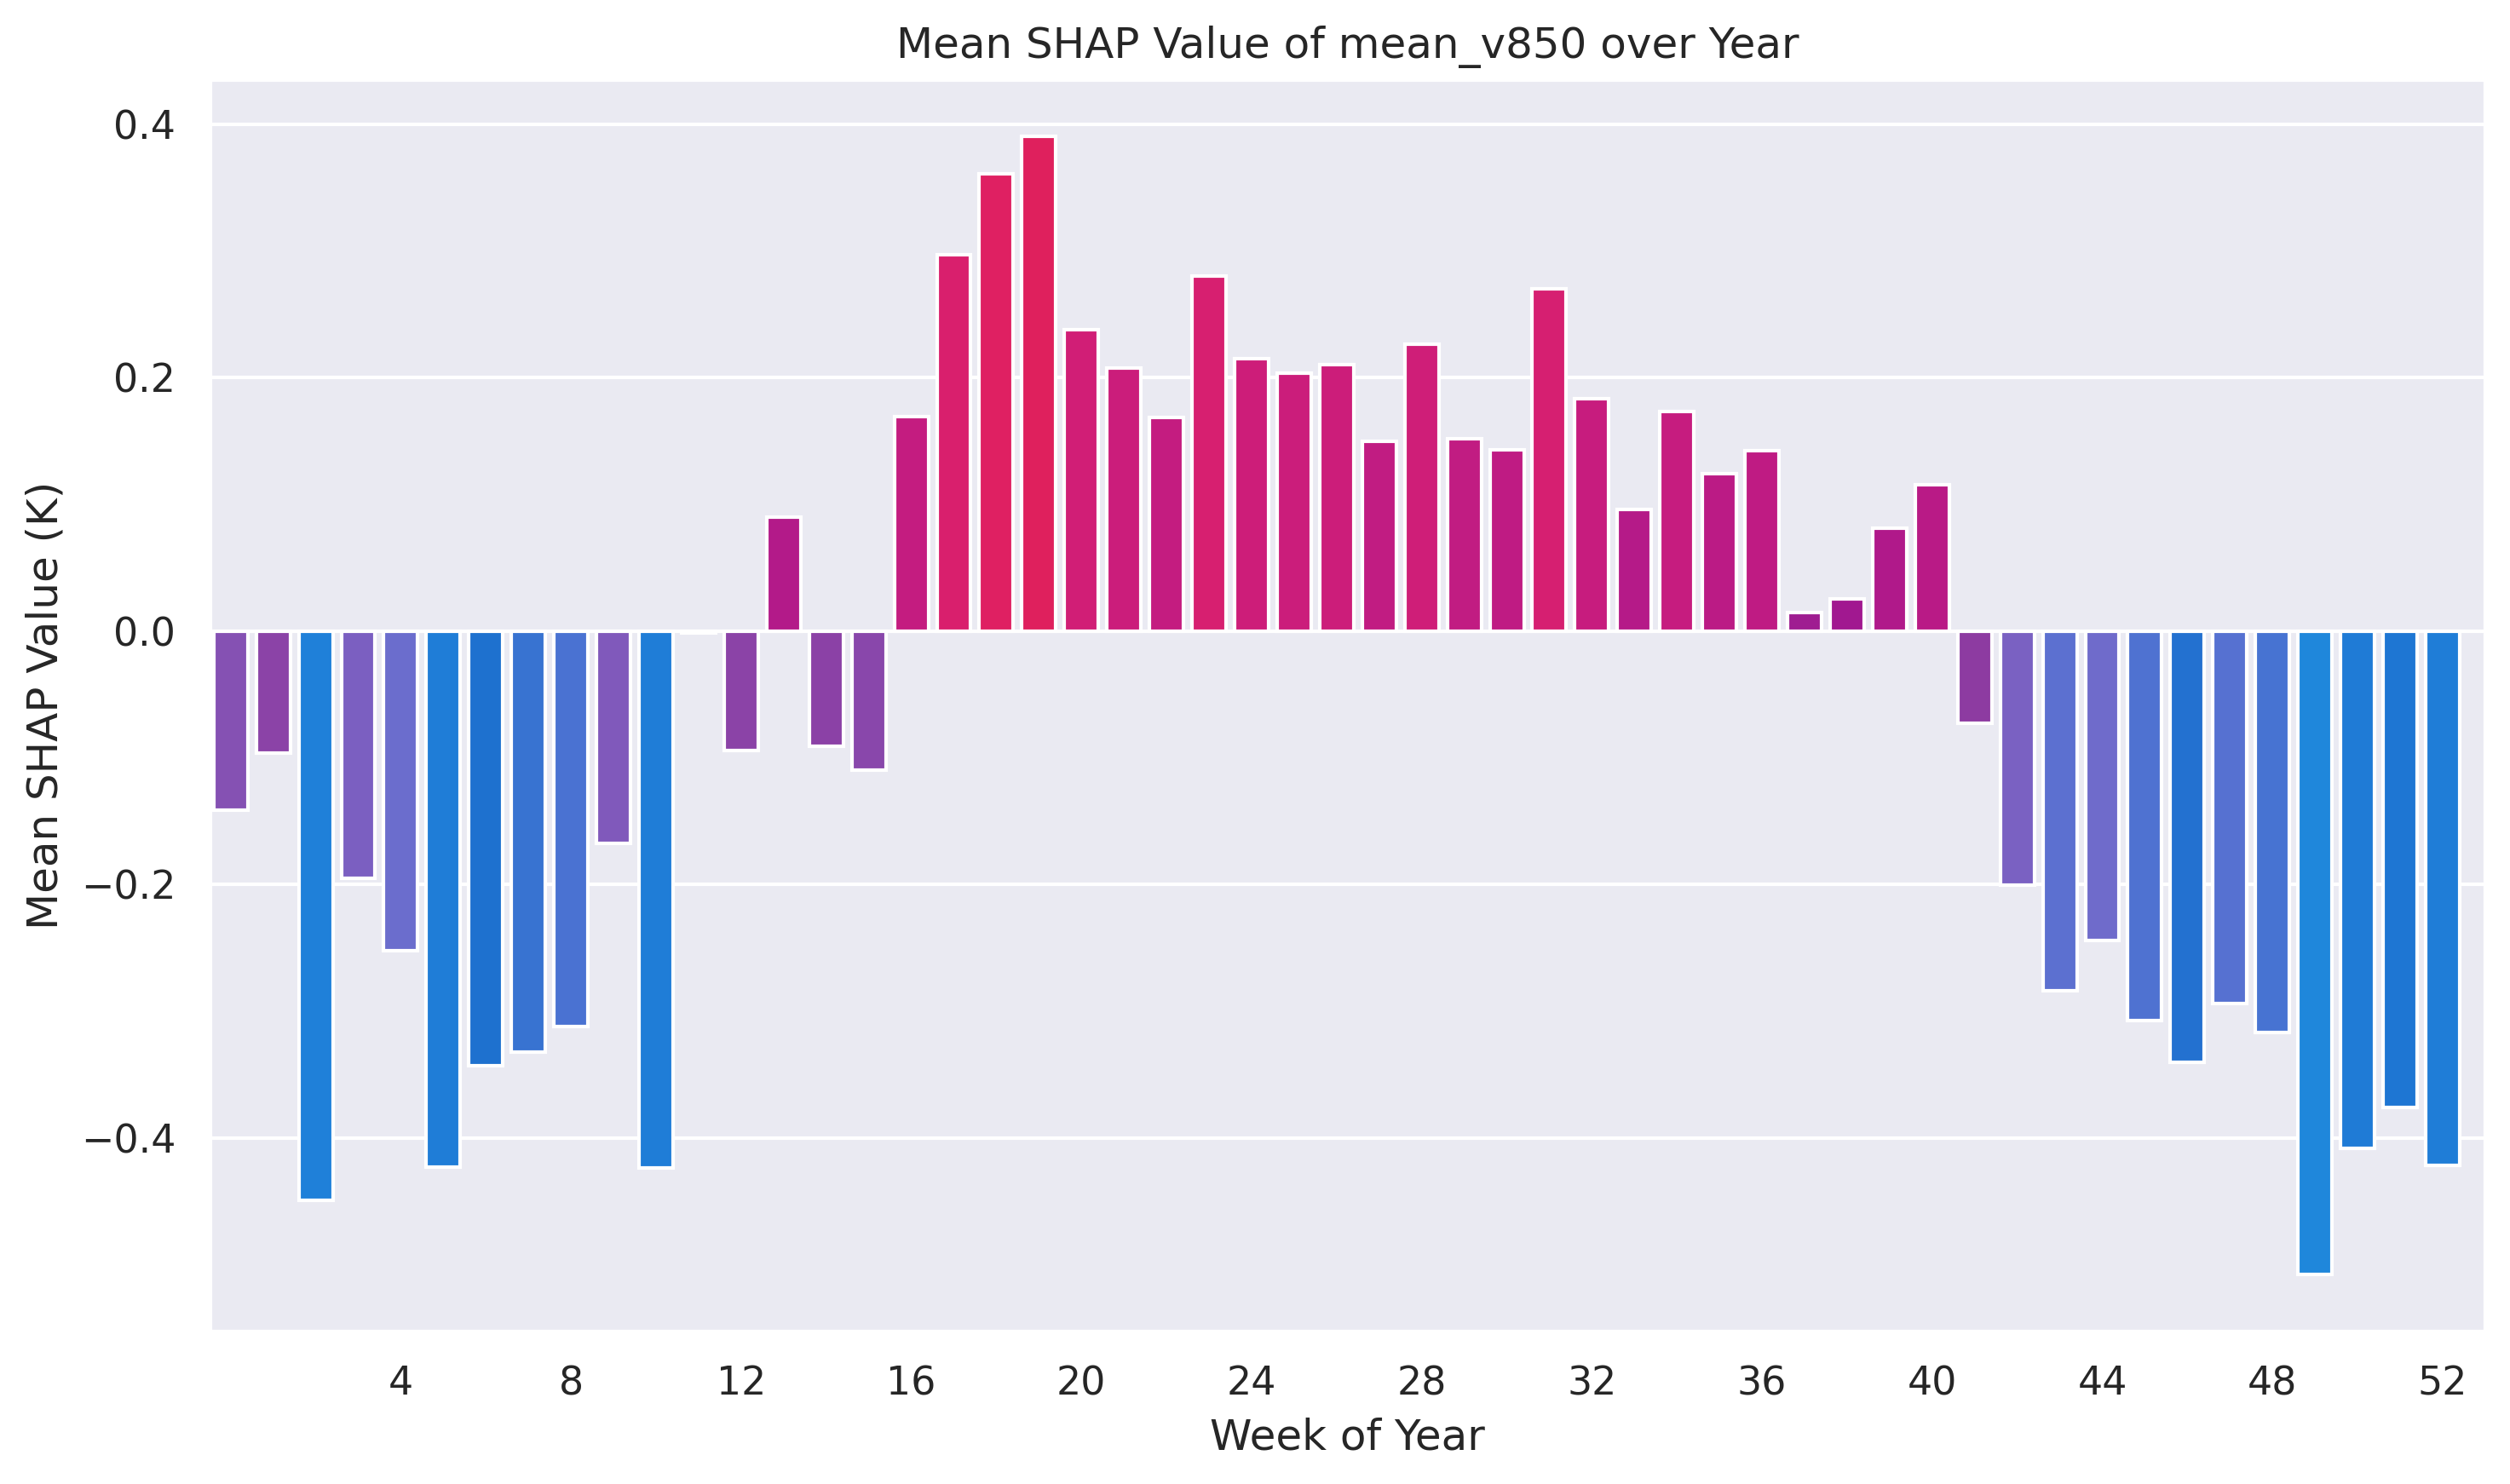 Mean SHAP Value of mean_v850 over Year
Mean SHAP Value (K)
0.4
0.2
0.0
−0.2
−0.4
4 8 12 16 20 24 28 32 36 40 44 48 52
Week of Year